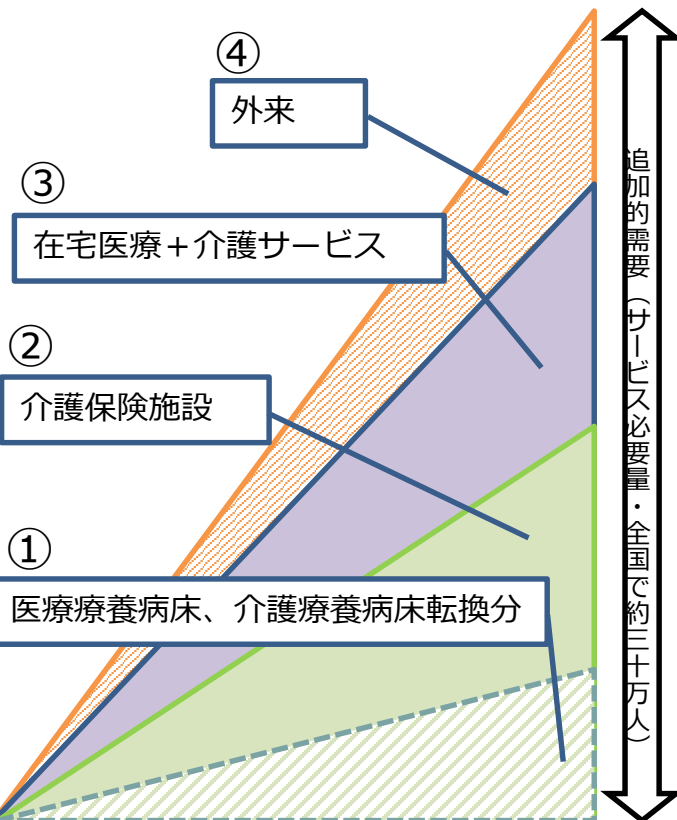 ④
外来
③
在宅医療＋介護サービス
②
介護保険施設
①
医療療養病床、介護療養病床転換分
追加的需要（サービス必要量・全国で約三十万人）